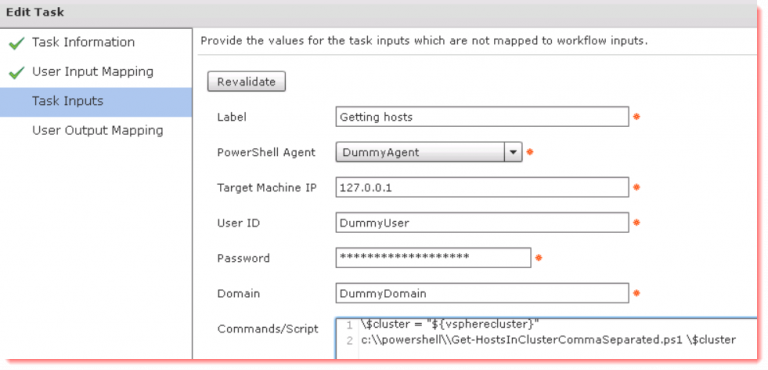 Edit Task
Task Information
User Input Mapping
Task Inputs
User Output Mapping
Provide the values for the task inputs which are not mapped to workflow inputs.
Revalidate
Label Getting hosts *
PowerShell Agent DummyAgent *
Target Machine IP 127.0.0.1 *
User ID DummyUser *
Password ******************* *
Domain DummyDomain *
Commands/Script
1 \$cluster = "${vspherecluster}"
2 c:\\powershell\\Get-HostsInClusterCommaSeparated.ps1 \$cluster